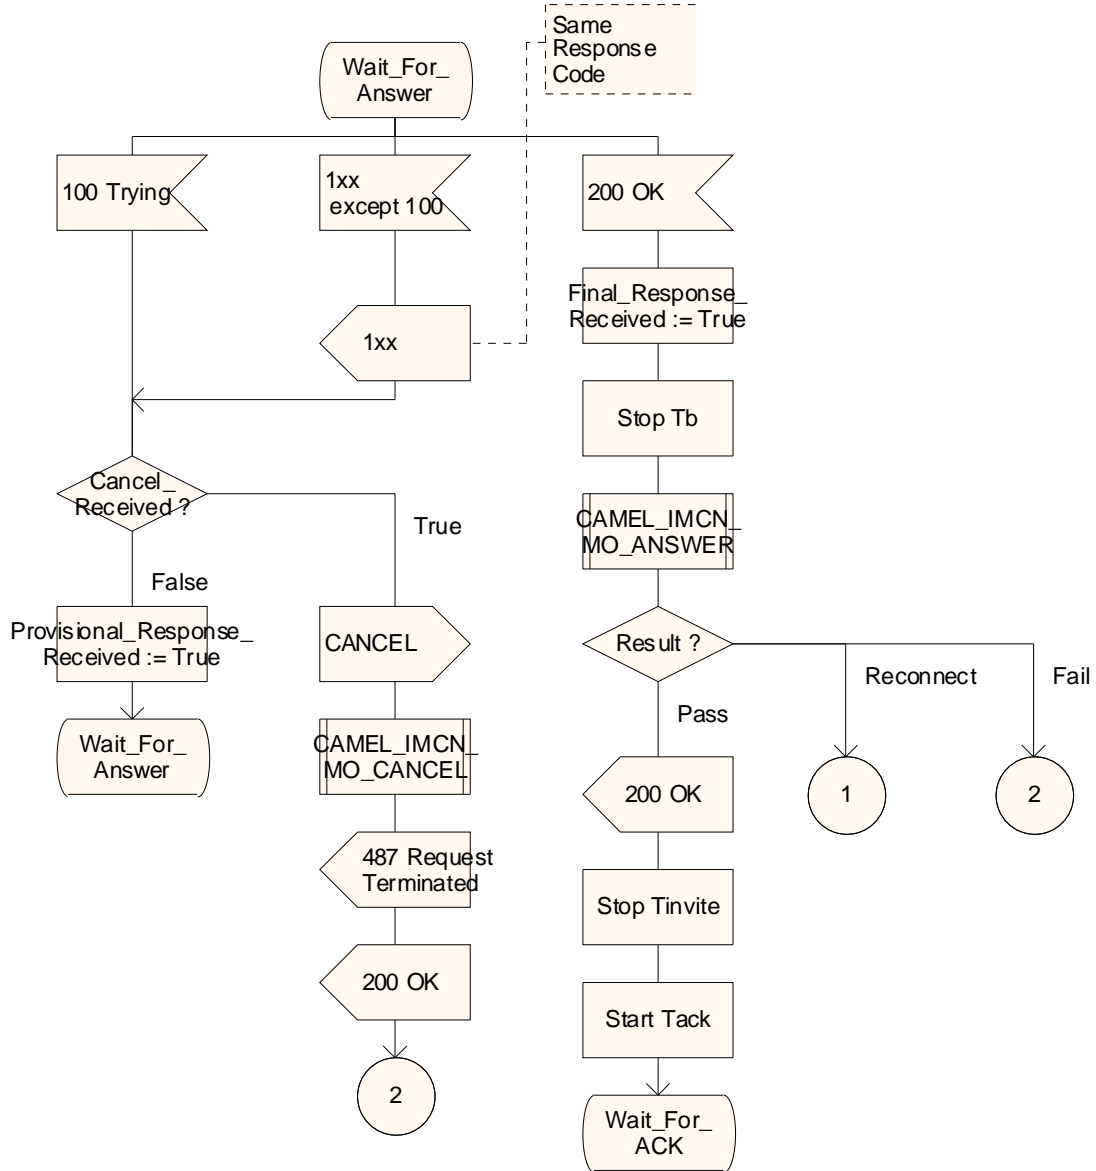 Same
Response
Code
Wait_For_
Answer
100 Trying
1xx
except 100
200 OK
Final_Response_
Received := True
1xx
Stop Tb
Cancel_
Received ?
CAMEL_IMCN_
MO_ANSWER
True
False
Provisional_Response_
Received := True
CANCEL
Result ?
Reconnect
Fail
Pass
Wait_For_
Answer
CAMEL_IMCN_
MO_CANCEL
200 OK
1
2
487 Request
Terminated
Stop Tinvite
200 OK
Start Tack
2
Wait_For_
ACK